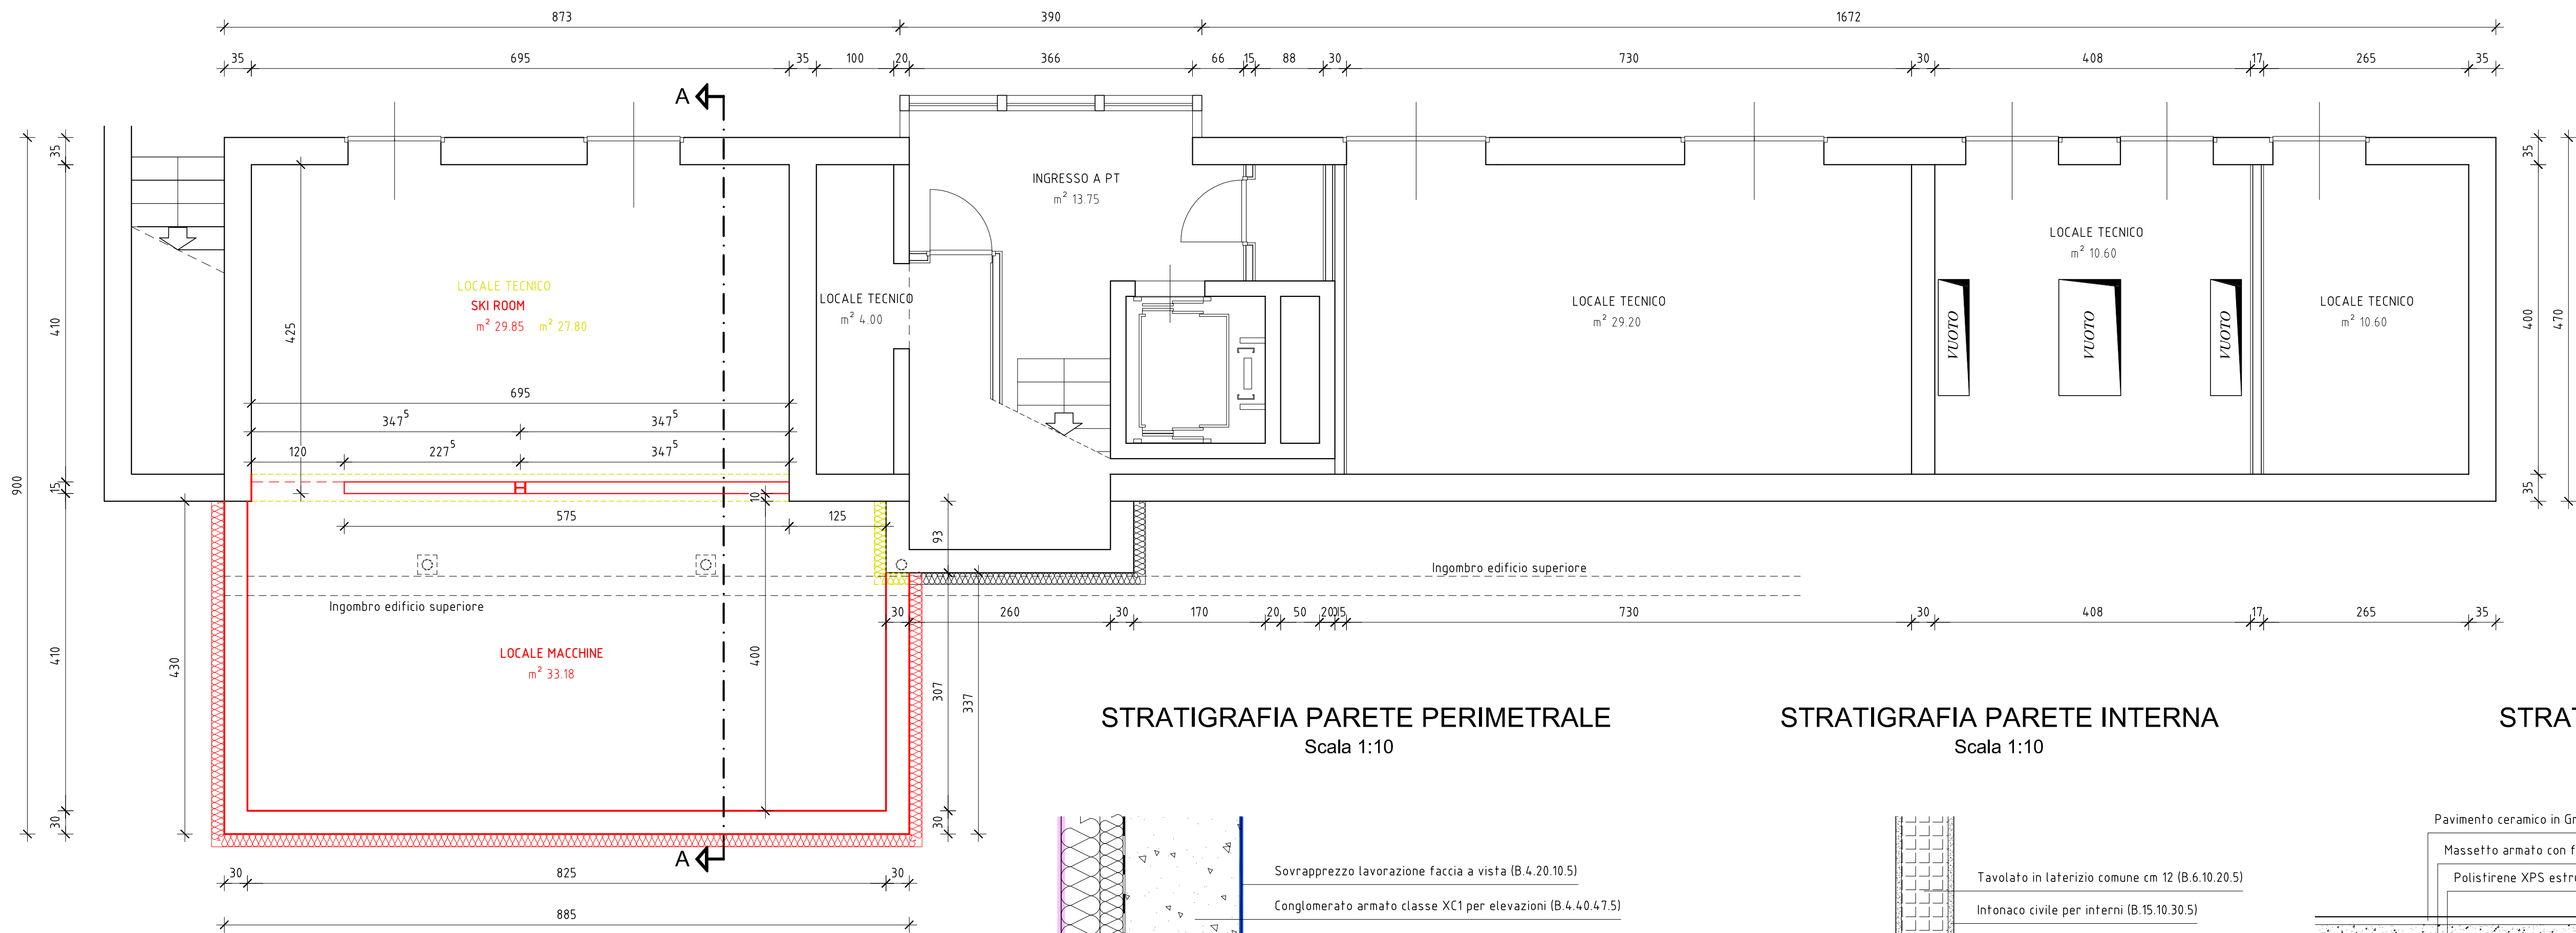 873 390 1672
35 695 35 100 20 366 66 15 88 30 730 30 408 17 265 35
A
35
410
15
410
30
900
430
INGRESSO A PT
m² 13.75
LOCALE TECNICO
SKI ROOM
m² 29.85 m² 27.80
425
LOCALE TECNICO
m² 4.00
LOCALE TECNICO
m² 29.20
LOCALE TECNICO
m² 10.60
VUOTO
VUOTO
VUOTO
LOCALE TECNICO
m² 10.60
35
400
35
470
695
347⁵ 347⁵
120 227⁵ 347⁵
10
575 125
93
Ingombro edificio superiore
Ingombro edificio superiore
30 260 30 170 20 50 20 15 730 30 408 17 265 35
LOCALE MACCHINE
m² 33.18
400
307
337
30
A
30 825 30
885
STRATIGRAFIA PARETE PERIMETRALE
Scala 1:10
Sovrapprezzo lavorazione faccia a vista (B.4.20.10.5)
Conglomerato armato classe XC1 per elevazioni (B.4.40.47.5)
STRATIGRAFIA PARETE INTERNA
Scala 1:10
Tavolato in laterizio comune cm 12 (B.6.10.20.5)
Intonaco civile per interni (B.15.10.30.5)
STRAT
Pavimento ceramico in Gr
Massetto armato con f
Polistirene XPS estr